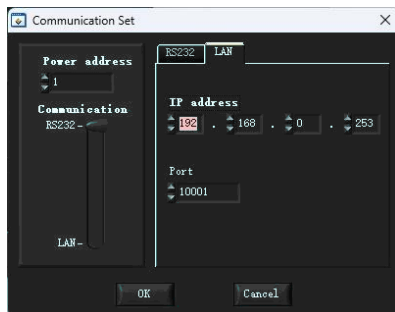 Communication Set
Power address
1
Communication
RS232
LAN
RS232 LAN
IP address
192 . 168 . 0 . 253
Port
10001
OK Cancel